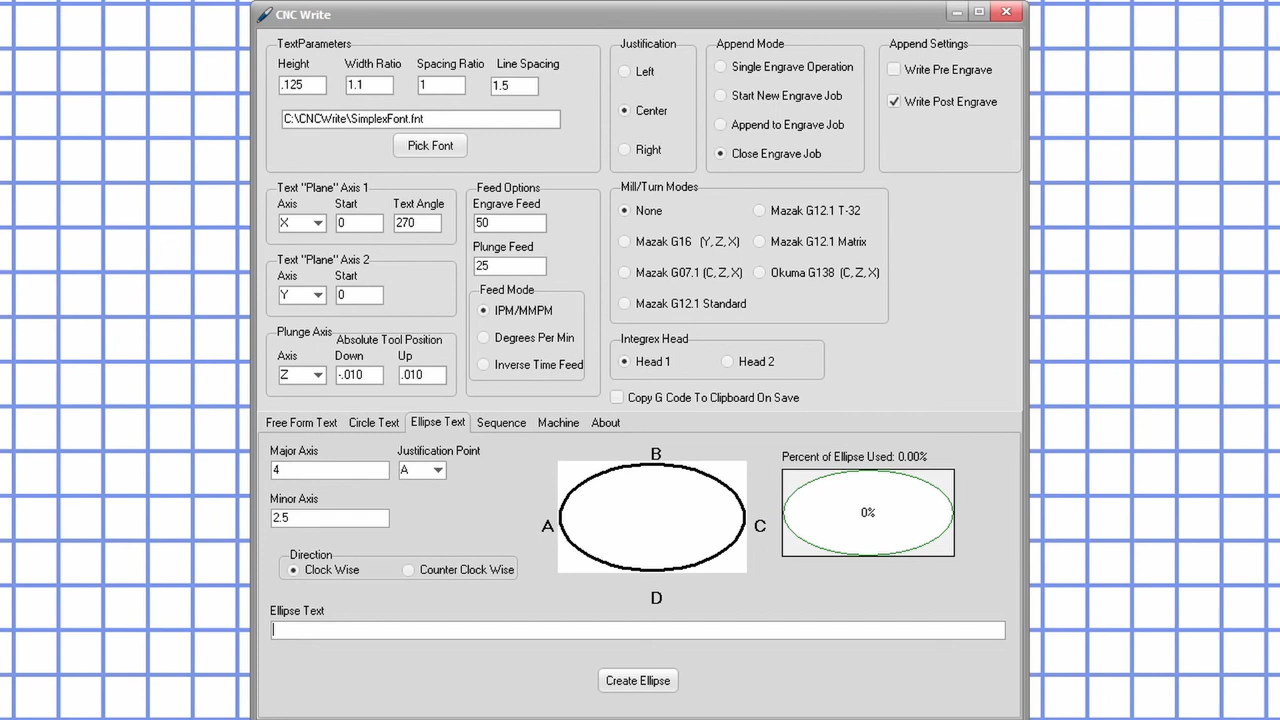 CNC Write
TextParameters
Height Width Ratio Spacing Ratio Line Spacing
.125 1.1 1 1.5
C:\CNCWrite\SimplexFont.fnt
Pick Font
Justification
Left
Center
Right
Append Mode
Single Engrave Operation
Start New Engrave Job
Append to Engrave Job
Close Engrave Job
Append Settings
Write Pre Engrave
Write Post Engrave
Text "Plane" Axis 1
Axis Start Text Angle
X 0 270
Text "Plane" Axis 2
Axis Start
Y 0
Plunge Axis
Absolute Tool Position
Axis Down Up
Z -.010 .010
Feed Options
Engrave Feed
50
Plunge Feed
25
Feed Mode
IPM/MMPM
Degrees Per Min
Inverse Time Feed
Mill/Turn Modes
None Mazak G12.1 T-32
Mazak G16 (Y, Z, X) Mazak G12.1 Matrix
Mazak G07.1 (C, Z, X) Okuma G138 (C, Z, X)
Mazak G12.1 Standard
Integrex Head
Head 1 Head 2
Copy G Code To Clipboard On Save
Free Form Text Circle Text Ellipse Text Sequence Machine About
Major Axis Justification Point
4 A
Minor Axis
2.5
Direction
Clock Wise Counter Clock Wise
B
A C
D
Percent of Ellipse Used: 0.00%
0%
Ellipse Text
Create Ellipse